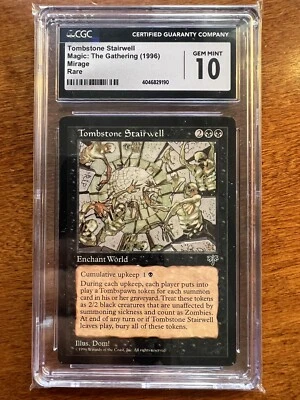 CGC
CERTIFIED GUARANTY COMPANY
Tombstone Stairwell
Magic: The Gathering (1996)
Mirage
Rare
GEM MINT
10
4046829190
Tombstone Stairwell 2
Enchant World
Cumulative upkeep: 1
During each upkeep, each player puts into
play a Tombspawn token for each summon
card in his or her graveyard. Treat these tokens
as 2/2 black creatures that are unaffected by
summoning sickness and count as Zombies.
At end of any turn or if Tombstone Stairwell
leaves play, bury all of these tokens.
Illus. Dom!